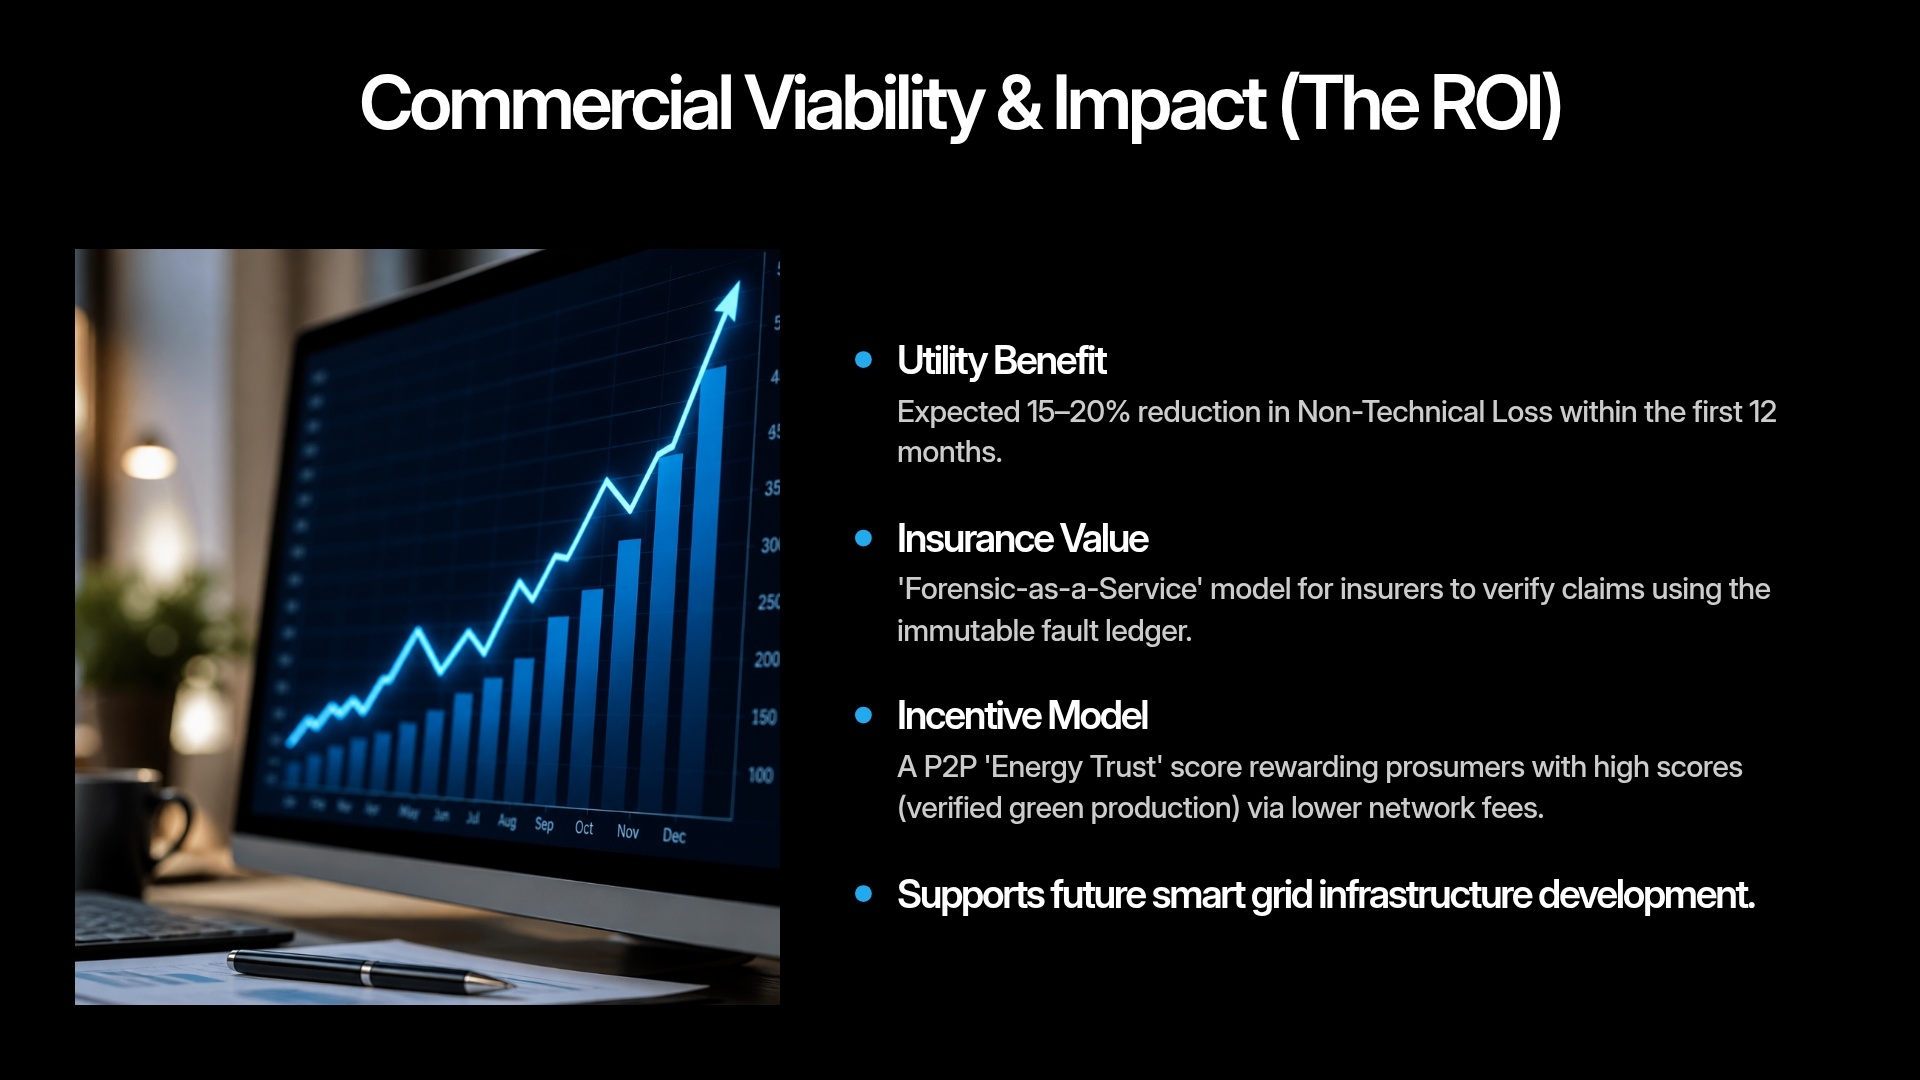 Commercial Viability & Impact (The ROI)
Utility Benefit
Expected 15–20% reduction in Non-Technical Loss within the first 12
months.
Insurance Value
'Forensic-as-a-Service' model for insurers to verify claims using the
immutable fault ledger.
Incentive Model
A P2P 'Energy Trust' score rewarding prosumers with high scores
(verified green production) via lower network fees.
Supports future smart grid infrastructure development.
200
150
100
Jul Aug Sep Oct Nov Dec